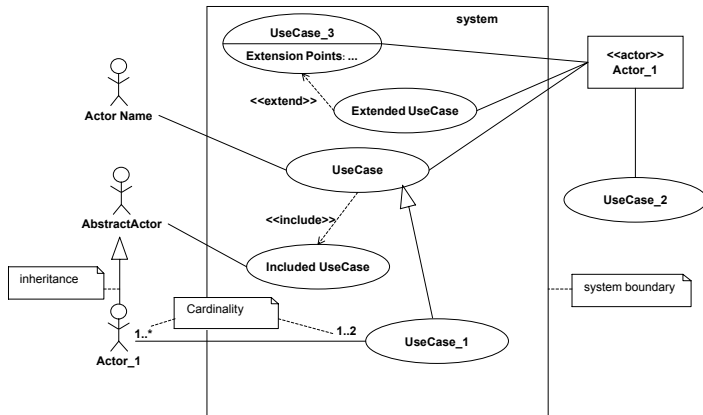 system
UseCase_3
Extension Points: ...
<<actor>>
Actor_1
<<extend>>
Extended UseCase
Actor Name
UseCase
UseCase_2
AbstractActor
<<include>>
Included UseCase
inheritance
system boundary
Cardinality
1..*
1..2
UseCase_1
Actor_1